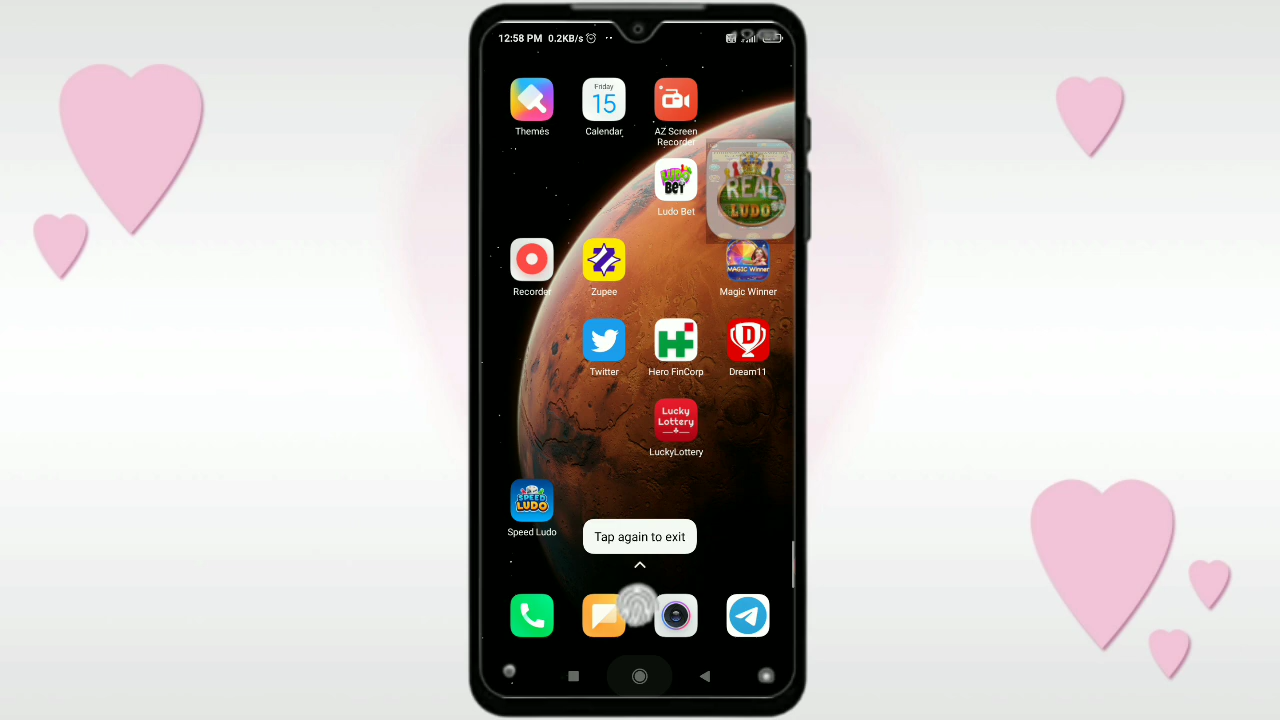 12:58 PM 0.2KB/s
Friday
15
Themes
Calendar
AZ Screen
Recorder
LUDO
BET
REAL
LUDO
Ludo Bet
MAGIC Winner
Recorder
Zupee
Magic Winner
D
Twitter
Hero FinCorp
Dream11
Lucky
Lottery
LuckyLottery
SPEED
LUDO
Speed Ludo
Tap again to exit